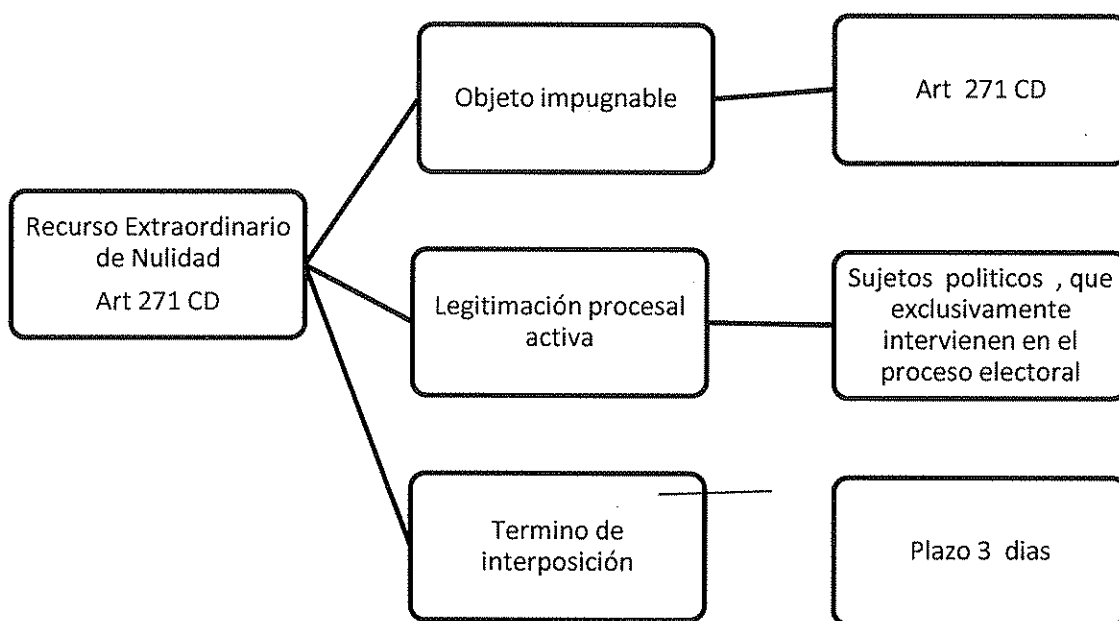 Recurso Extraordinario
de Nulidad
Art 271 CD
Objeto impugnable
Art 271 CD
Legitimación procesal
activa
Sujetos politicos , que
exclusivamente
intervienen en el
proceso electoral
Termino de
interposición
Plazo 3 dias